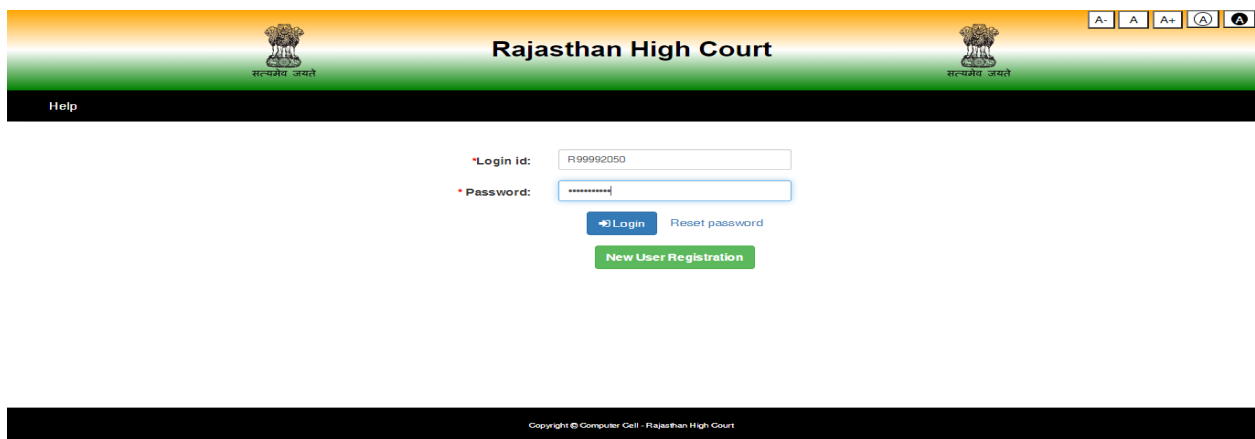 A- A A+ A A
Rajasthan High Court
सत्यमेव जयते सत्यमेव जयते
Help
*Login id: R99992050
* Password: •••••••••••
Login Reset password
New User Registration
Copyright © Computer Cell - Rajasthan High Court